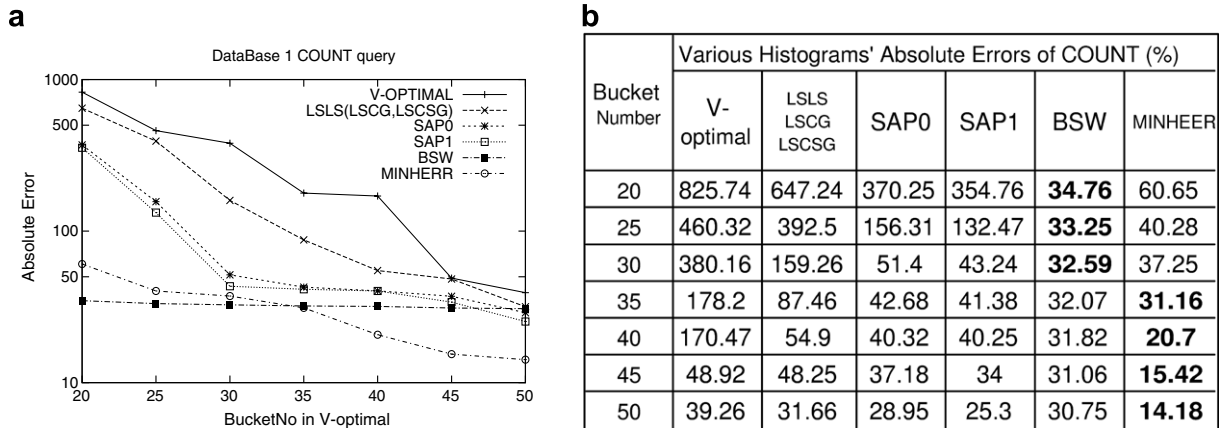 a
DataBase 1 COUNT query
1000
500
100
50
10
Absolute Error
V-OPTIMAL
LSLS(LSCG,LSCSG)
SAP0
SAP1
BSW
MINHERR
20 25 30 35 40 45 50
BucketNo in V-optimal
b
Bucket Number
Various Histograms' Absolute Errors of COUNT (%)
V-optimal
LSLS
LSCG
LSCSG
SAP0
SAP1
BSW
MINHEER
20 825.74 647.24 370.25 354.76 34.76 60.65
25 460.32 392.5 156.31 132.47 33.25 40.28
30 380.16 159.26 51.4 43.24 32.59 37.25
35 178.2 87.46 42.68 41.38 32.07 31.16
40 170.47 54.9 40.32 40.25 31.82 20.7
45 48.92 48.25 37.18 34 31.06 15.42
50 39.26 31.66 28.95 25.3 30.75 14.18